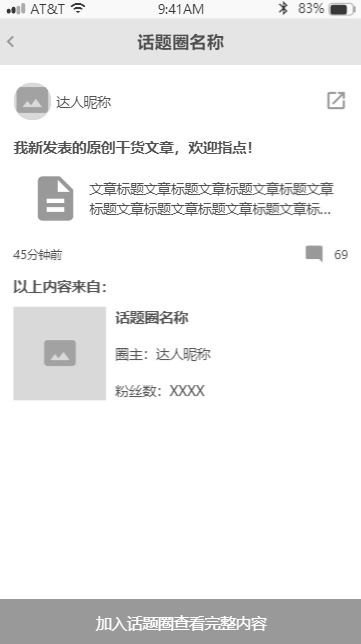 AT&T 9:41AM 83%
话题圈名称
达人昵称
我新发表的原创干货文章，欢迎指点！
文章标题文章标题文章标题文章标题文章
标题文章标题文章标题文章标题文章标...
45分钟前 69
以上内容来自：
话题圈名称
圈主：达人昵称
粉丝数：XXXX
加入话题圈查看完整内容